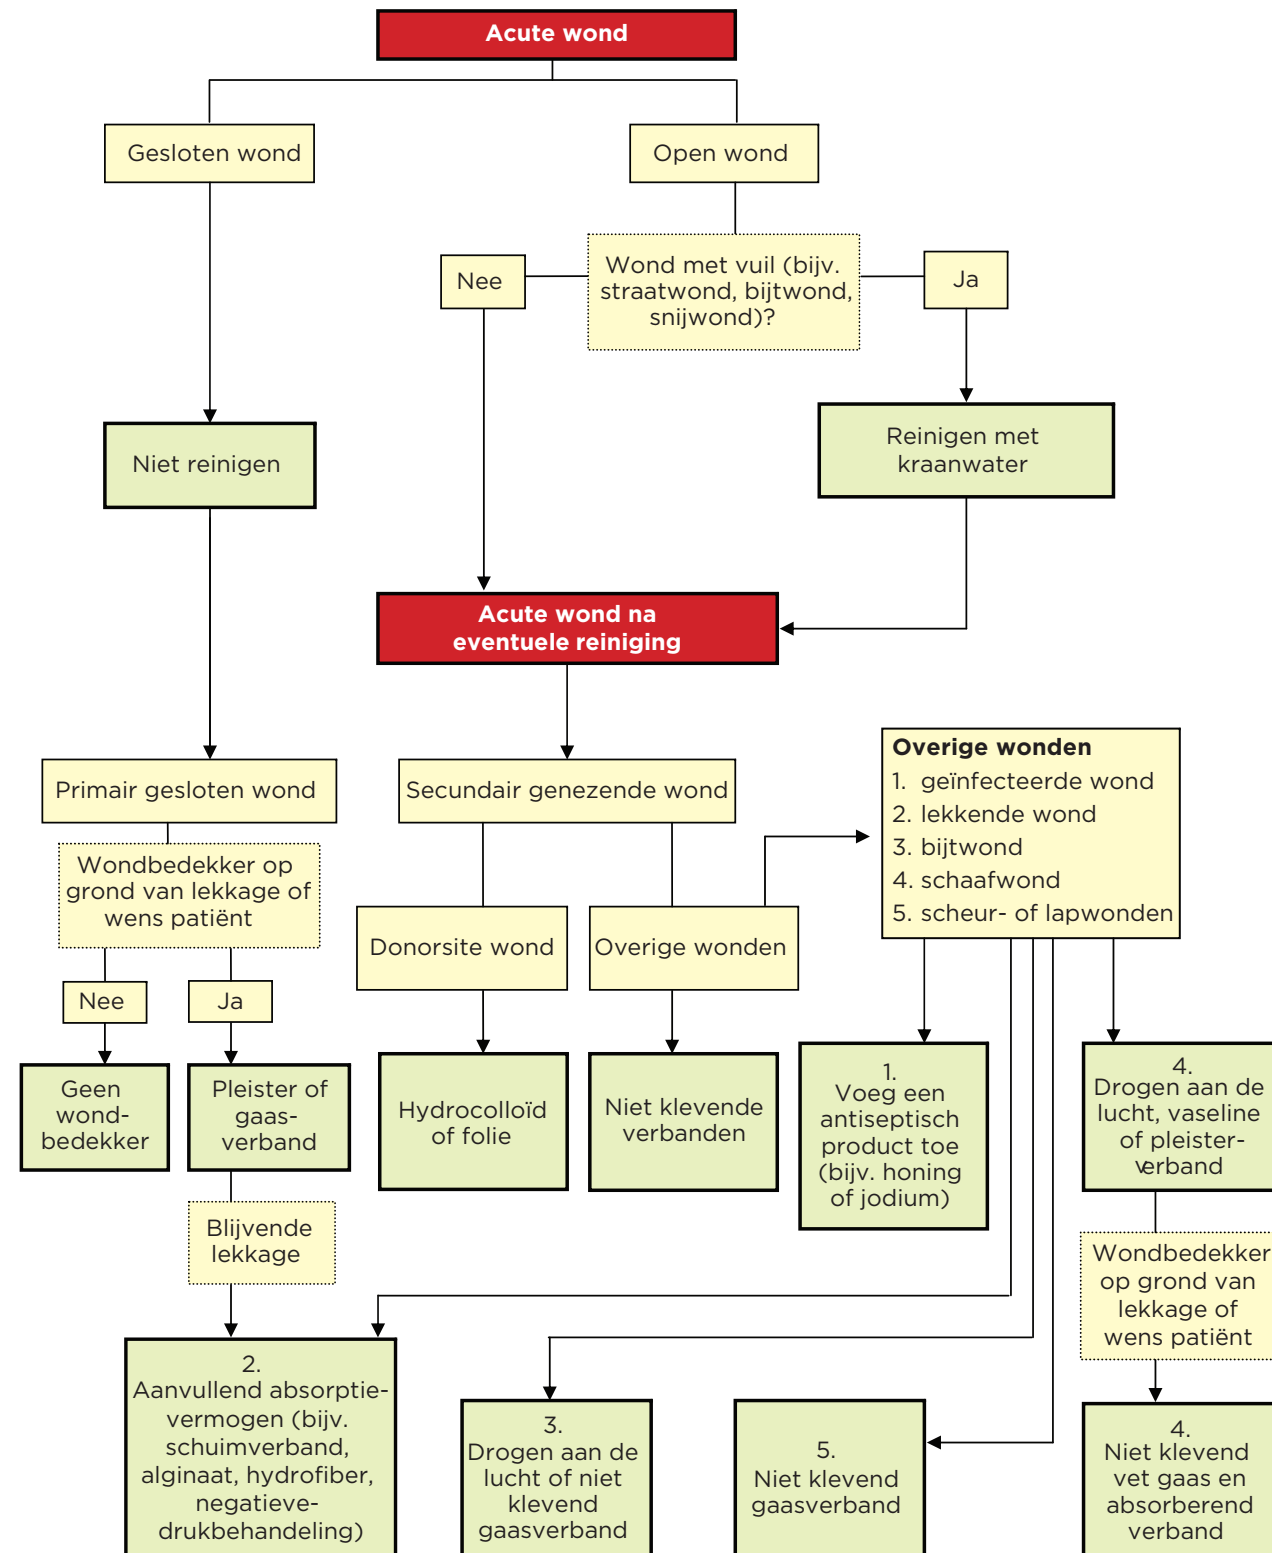 Acute wond
Gesloten wond
Open wond
Wond met vuil (bijv.
straatwond, bijtwond,
snijwond)?
Nee
Ja
Niet reinigen
Reinigen met
kraanwater
Acute wond na
eventuele reiniging
Primair gesloten wond
Secundair genezende wond
Overige wonden
1. geïnfecteerde wond
2. lekkende wond
3. bijtwond
4. schaafwond
5. scheur- of lapwonden
Wondbedekker op
grond van lekkage of
wens patiënt
Donorsite wond
Overige wonden
Nee
Ja
Geen
wond-
bedekker
Pleister of
gaas-
verband
Hydrocolloïd
of folie
Niet klevende
verbanden
1.
Voeg een
antiseptisch
product toe
(bijv. honing
of jodium)
4.
Drogen aan de
lucht, vaseline
of pleister-
verband
Blijvende
lekkage
Wondbedekker
op grond van
lekkage of
wens patiënt
2.
Aanvullend absorptie-
vermogen (bijv.
schuimverband,
alginaat, hydrofiber,
negatieve-
drukbehandeling)
3.
Drogen aan de
lucht of niet
klevend
gaasverband
5.
Niet klevend
gaasverband
4.
Niet klevend
vet gaas en
absorberend
verband